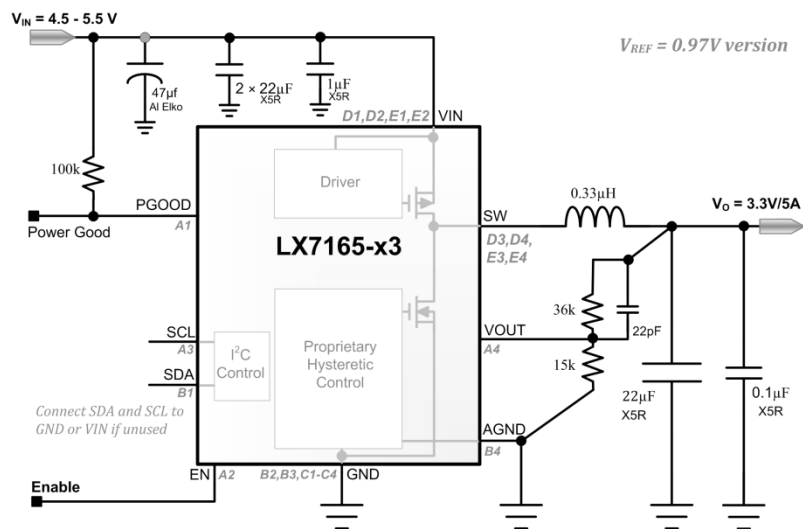 V_IN = 4.5 - 5.5 V
V_REF = 0.97V version
47µf
Al Elko
2 × 22µF
X5R
1µF
X5R
D1,D2,E1,E2
VIN
100k
Driver
0.33µH
V_O = 3.3V/5A
PGOOD
A1
Power Good
LX7165-x3
SW
D3,D4,
E3,E4
36k
22pF
SCL
A3
SDA
B1
I²C
Control
Proprietary
Hysteretic
Control
VOUT
A4
15k
22µF
X5R
0.1µF
X5R
Connect SDA and SCL to
GND or VIN if unused
AGND
B4
EN
A2
B2,B3,C1-C4
GND
Enable